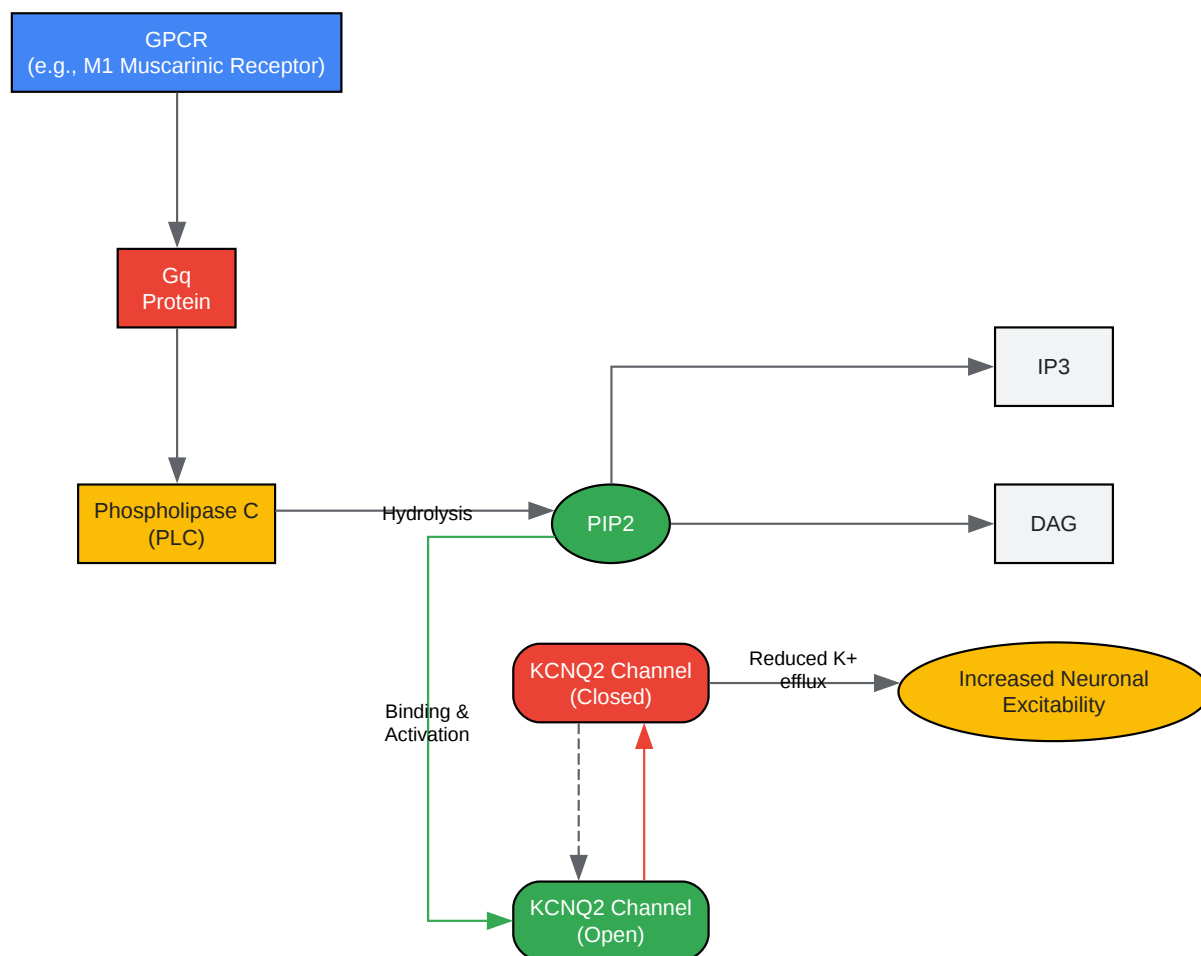 GPCR
(e.g., M1 Muscarinic Receptor)
Gq
Protein
Phospholipase C
(PLC)
Hydrolysis
PIP2
IP3
DAG
KCNQ2 Channel
(Closed)
Reduced K+
efflux
Increased Neuronal
Excitability
Binding &
Activation
KCNQ2 Channel
(Open)